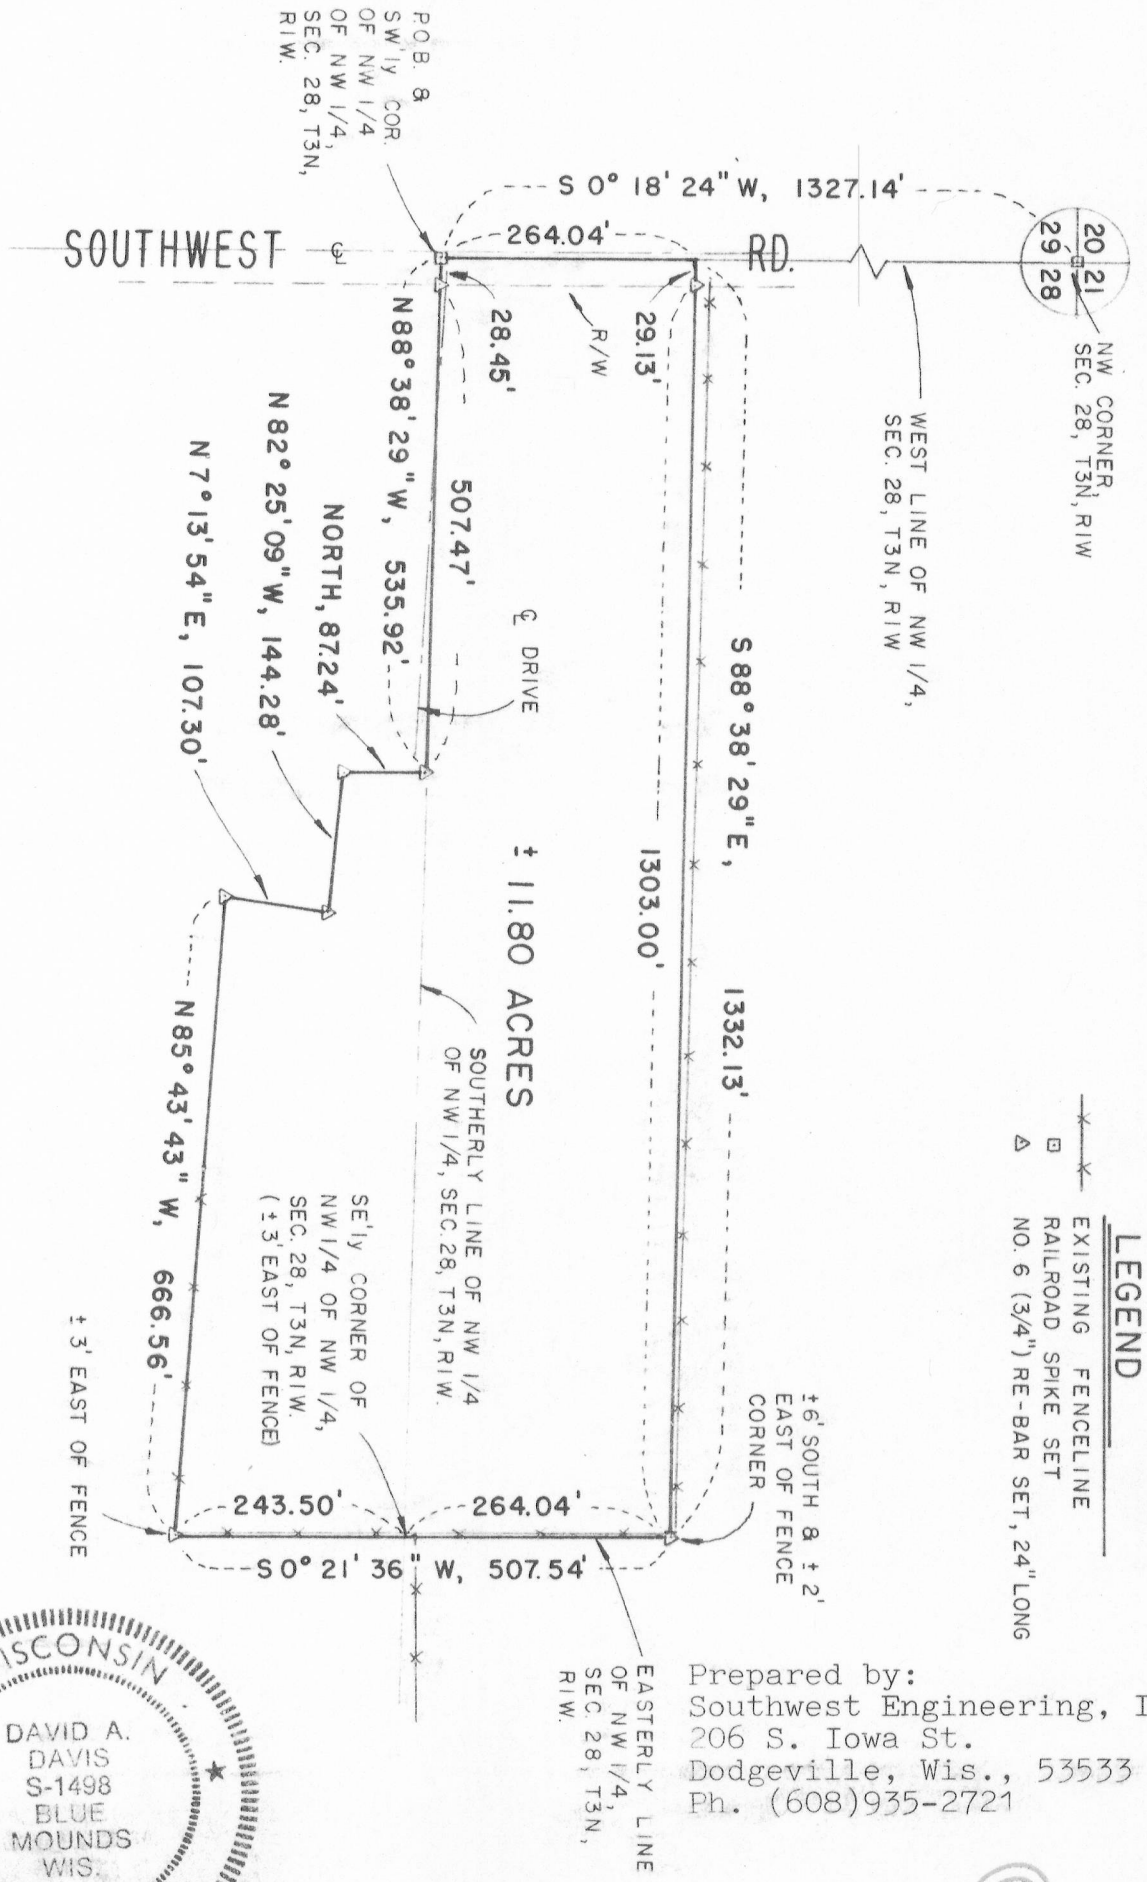 P.O.B. &
SW'ly COR.
OF NW 1/4
OF NW 1/4,
SEC. 28, T3N,
R1W.
S 0° 18' 24" W, 1327.14'
264.04'
SOUTHWEST ℄ RD.
20 21
29 28
NW CORNER,
SEC. 28, T3N, R1W
WEST LINE OF NW 1/4,
SEC. 28, T3N, R1W
28.45'
29.13'
R/W
N88° 38' 29" W, 535.92'
507.47'
℄ DRIVE
NORTH, 87.24'
N 82° 25' 09" W, 144.28'
N 7° 13' 54" E, 107.30'
S 88° 38' 29" E, 1332.13'
1303.00'
± 11.80 ACRES
SOUTHERLY LINE OF NW 1/4
OF NW 1/4, SEC. 28, T3N, R1W.
SE'ly CORNER OF
NW 1/4 OF NW 1/4,
SEC. 28, T3N, R1W.
(±3' EAST OF FENCE)
N 85° 43' 43" W, 666.56'
± 3' EAST OF FENCE
243.50'
264.04'
S 0° 21' 36" W, 507.54'
±6' SOUTH & ±2'
EAST OF FENCE
CORNER
EASTERLY LINE
OF NW 1/4,
SEC. 28, T3N,
R1W.
LEGEND
EXISTING FENCELINE
RAILROAD SPIKE SET
NO. 6 (3/4") RE-BAR SET, 24" LONG
Prepared by:
Southwest Engineering, I
206 S. Iowa St.
Dodgeville, Wis., 53533
Ph. (608)935-2721
ISCONSIN
DAVID A.
DAVIS
S-1498
BLUE
MOUNDS
WIS.